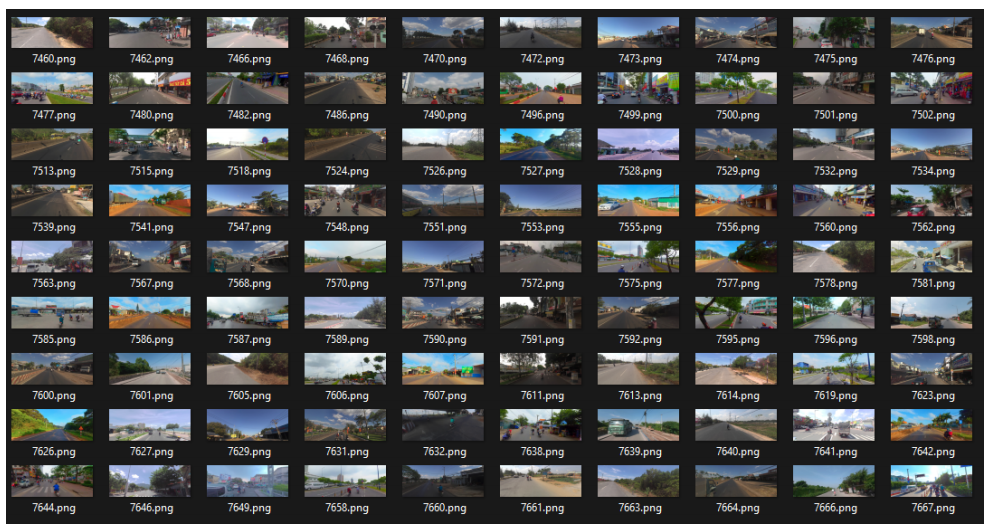 7460.png 7462.png 7466.png 7468.png 7470.png 7472.png 7473.png 7474.png 7475.png 7476.png
7477.png 7480.png 7482.png 7486.png 7490.png 7496.png 7499.png 7500.png 7501.png 7502.png
7513.png 7515.png 7518.png 7524.png 7526.png 7527.png 7528.png 7529.png 7532.png 7534.png
7539.png 7541.png 7547.png 7548.png 7551.png 7553.png 7555.png 7556.png 7560.png 7562.png
7563.png 7567.png 7568.png 7570.png 7571.png 7572.png 7575.png 7577.png 7578.png 7581.png
7585.png 7586.png 7587.png 7589.png 7590.png 7591.png 7592.png 7595.png 7596.png 7598.png
7600.png 7601.png 7605.png 7606.png 7607.png 7611.png 7613.png 7614.png 7619.png 7623.png
7626.png 7627.png 7629.png 7631.png 7632.png 7638.png 7639.png 7640.png 7641.png 7642.png
7644.png 7646.png 7649.png 7658.png 7660.png 7661.png 7663.png 7664.png 7666.png 7667.png